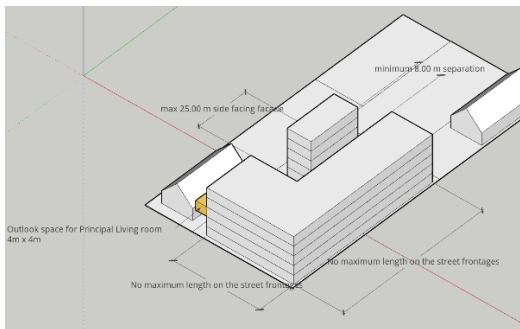 minimum 8.00 m separation
max 25.00 m side facing facade
Outlook space for Principal Living room
4m x 4m
No maximum length on the street frontages
No maximum length on the street frontages